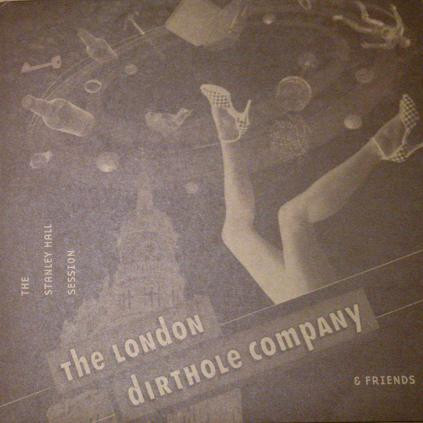 THE
STANLEY HALL
SESSION
The LONdON
dIRTHOLE compANY
& FRIENDS